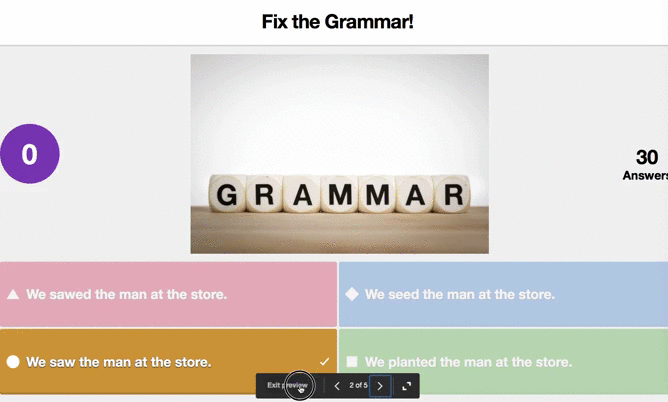 Fix the Grammar!
0
GRAMMAR
30
Answers
We sawed the man at the store.
We seed the man at the store.
We saw the man at the store.
We planted the man at the store.
Exit preview
2 of 5